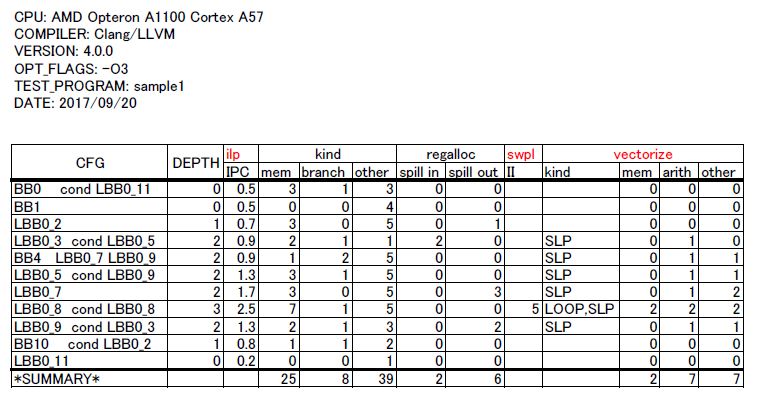 CPU: AMD Opteron A1100 Cortex A57
COMPILER: Clang/LLVM
VERSION: 4.0.0
OPT_FLAGS: -O3
TEST_PROGRAM: sample1
DATE: 2017/09/20
CFG DEPTH ilp kind regalloc swpl vectorize
IPC mem branch other spill in spill out II kind mem arith other
BB0 cond LBB0_11 0 0.5 3 1 3 0 0 0 0 0
BB1 0 0.5 0 0 4 0 0 0 0 0
LBB0_2 1 0.7 3 0 5 0 1 0 0 0
LBB0_3 cond LBB0_5 2 0.9 2 1 1 2 0 SLP 0 1 0
BB4 LBB0_7 LBB0_9 2 0.9 1 2 5 0 0 SLP 0 1 1
LBB0_5 cond LBB0_9 2 1.3 3 1 5 0 0 SLP 0 1 1
LBB0_7 2 1.7 3 0 5 0 3 SLP 0 1 2
LBB0_8 cond LBB0_8 3 2.5 7 1 5 0 0 5 LOOP,SLP 2 2 2
LBB0_9 cond LBB0_3 2 1.3 2 1 3 0 2 SLP 0 1 1
BB10 cond LBB0_2 1 0.8 1 1 2 0 0 0 0 0
LBB0_11 0 0.2 0 0 1 0 0 0 0 0
*SUMMARY* 25 8 39 2 6 2 7 7